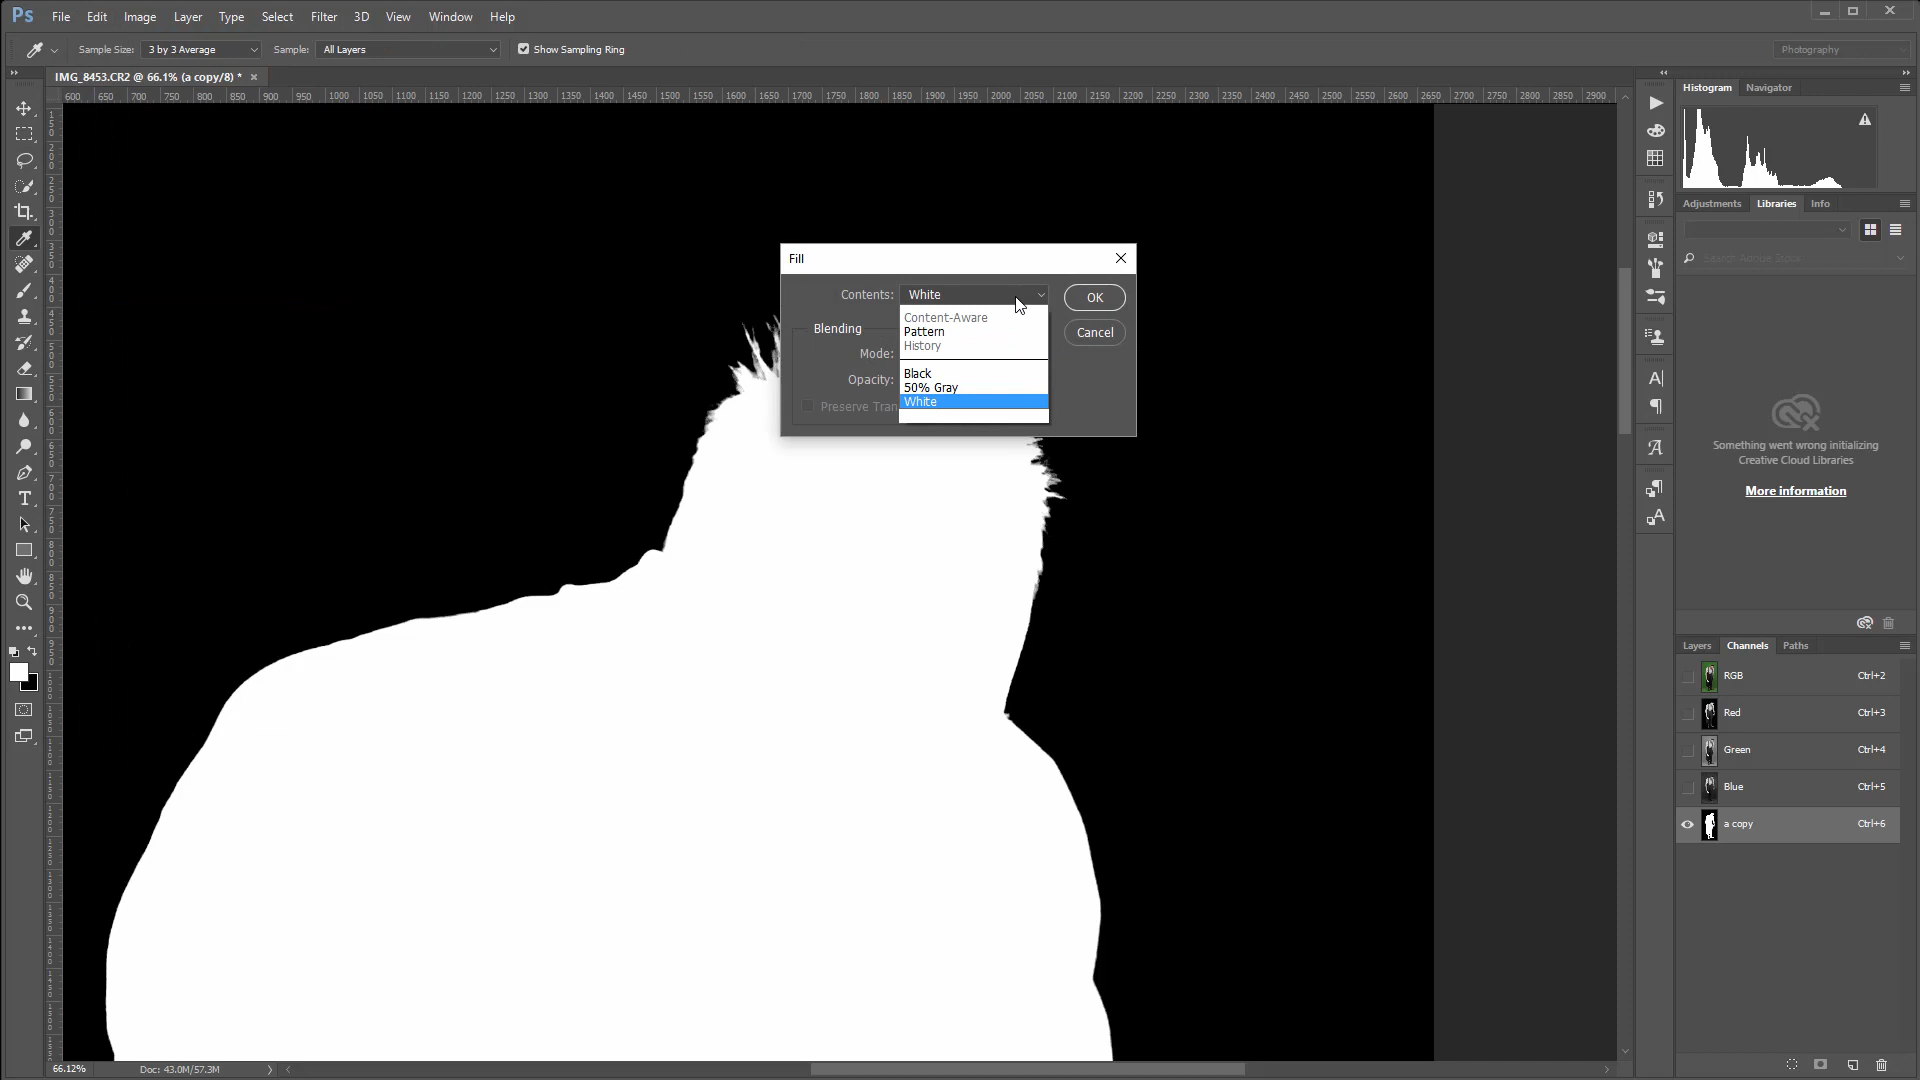 Ps File Edit Image Layer Type Select Filter 3D View Window Help
Sample Size: 3 by 3 Average Sample: All Layers Show Sampling Ring Photography
IMG_8453.CR2 @ 66.1% (a copy/8) *
600 650 700 750 800 850 900 950 1000 1050 1100 1150 1200 1250 1300 1350 1400 1450 1500 1550 1600 1650 1700 1750 1800 1850 1900 1950 2000 2050 2100 2150 2200 2250 2300 2350 2400 2450 2500 2550 2600 2650 2700 2750 2800 2850 2900
Histogram Navigator
Adjustments Libraries Info
Search Adobe Stock
Fill
Contents: White
OK
Content-Aware
Pattern
History
Blending
Cancel
Mode:
Black
Opacity:
50% Gray
Preserve Tran
White
Something went wrong initializing
Creative Cloud Libraries
More information
Layers Channels Paths
RGB Ctrl+2
Red Ctrl+3
Green Ctrl+4
Blue Ctrl+5
a copy Ctrl+6
66.12% Doc: 43.0M/57.3M